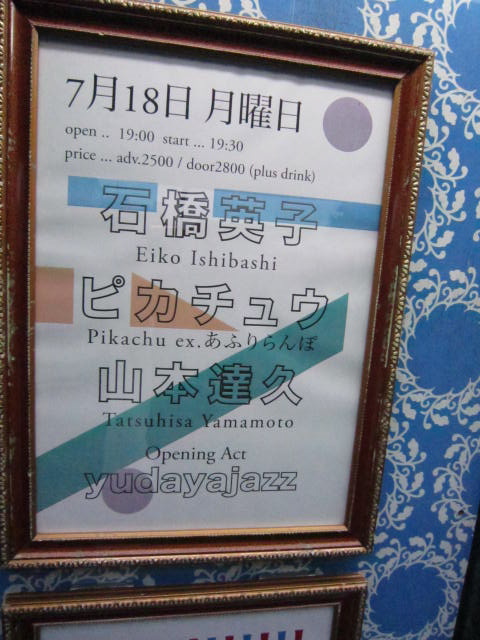 7月18日 月曜日
open .. 19:00 start ... 19:30
price ... adv.2500 / door2800 (plus drink)
石橋英子
Eiko Ishibashi
ピカチュウ
Pikachu ex.あふりらんぽ
山本達久
Tatsuhisa Yamamoto
Opening Act
yudayajazz